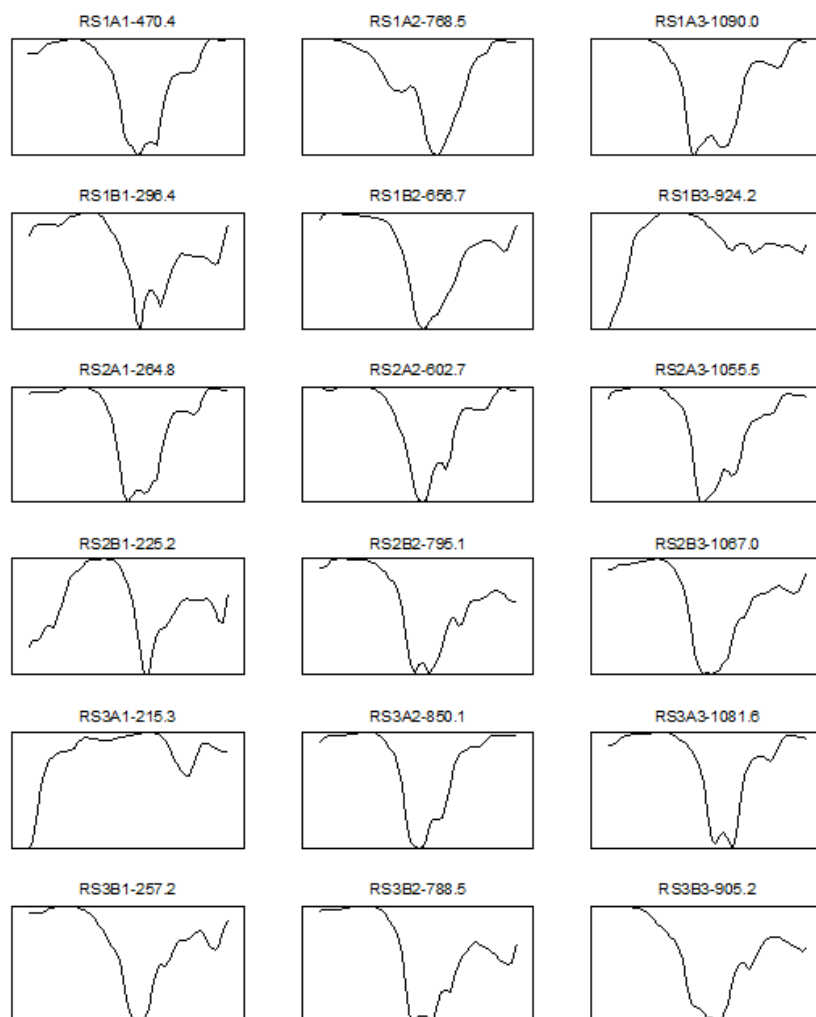 RS1A1-470.4 RS1A2-768.5 RS1A3-1090.0
RS1B1-296.4 RS1B2-656.7 RS1B3-924.2
RS2A1-264.8 RS2A2-602.7 RS2A3-1055.5
RS2B1-225.2 RS2B2-795.1 RS2B3-1067.0
RS3A1-215.3 RS3A2-850.1 RS3A3-1081.6
RS3B1-257.2 RS3B2-788.5 RS3B3-905.2